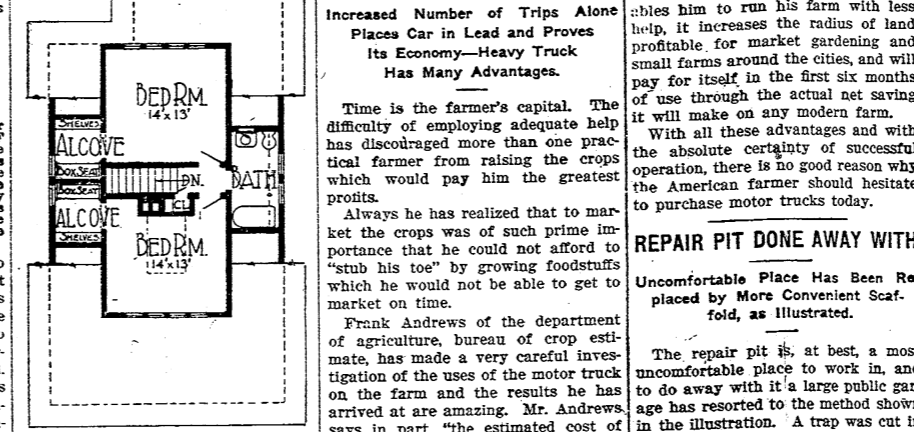 BED RM.
14'x 13'
SHELVES
ALCOVE
BOX SEAT
BOX SEAT
ALCOVE
SHELVES
DN.
CL.
BATH
BED RM.
14'x 13'
Increased Number of Trips Alone
Places Car in Lead and Proves
Its Economy—Heavy Truck
Has Many Advantages.
Time is the farmer's capital. The
difficulty of employing adequate help
has discouraged more than one prac-
tical farmer from raising the crops
which would pay him the greatest
profits.
Always he has realized that to mar-
ket the crops was of such prime im-
portance that he could not afford to
"stub his toe" by growing foodstuffs
which he would not be able to get to
market on time.
Frank Andrews of the department
of agriculture, bureau of crop esti-
mate, has made a very careful inves-
tigation of the uses of the motor truck
on the farm and the results he has
arrived at are amazing. Mr. Andrews
says in part "the estimated cost of
ables him to run his farm with less
help, it increases the radius of land
profitable for market gardening and
small farms around the cities, and will
pay for itself in the first six months
of use through the actual net saving
it will make on any modern farm.
With all these advantages and with
the absolute certainty of successful
operation, there is no good reason why
the American farmer should hesitate
to purchase motor trucks today.
REPAIR PIT DONE AWAY WITH
Uncomfortable Place Has Been Re
placed by More Convenient Scaf-
fold, as Illustrated.
The repair pit is, at best, a mos
uncomfortable place to work in, and
to do away with it a large public gar
age has resorted to the method shown
in the illustration. A trap was cut i